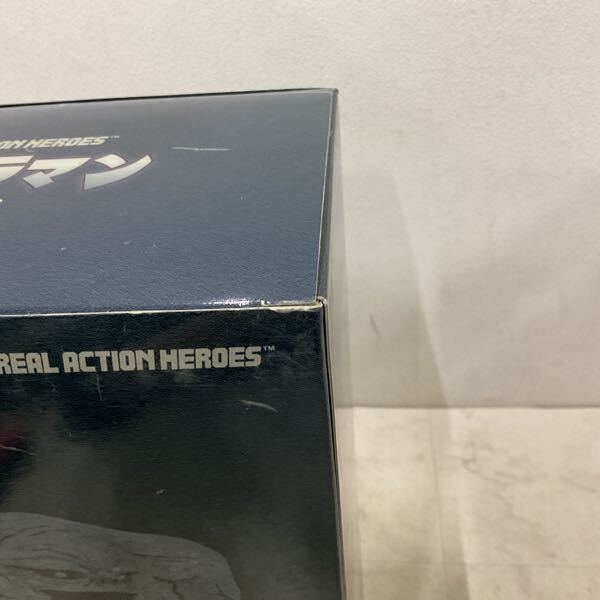 ON HEROES™
ラマン
REAL ACTION HEROES™